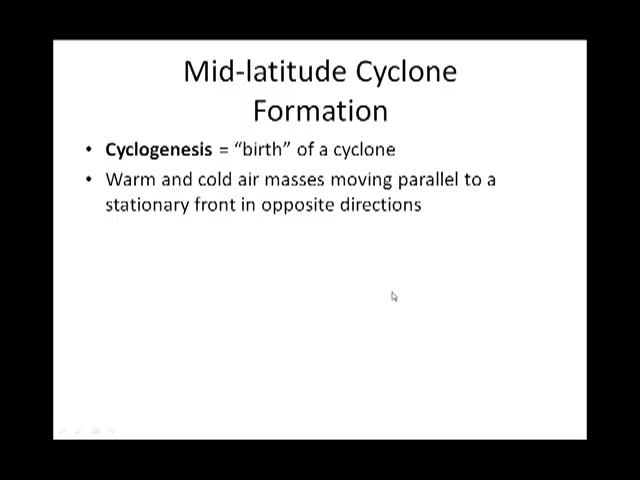 Mid-latitude Cyclone
Formation
• Cyclogenesis = “birth” of a cyclone
• Warm and cold air masses moving parallel to a
stationary front in opposite directions